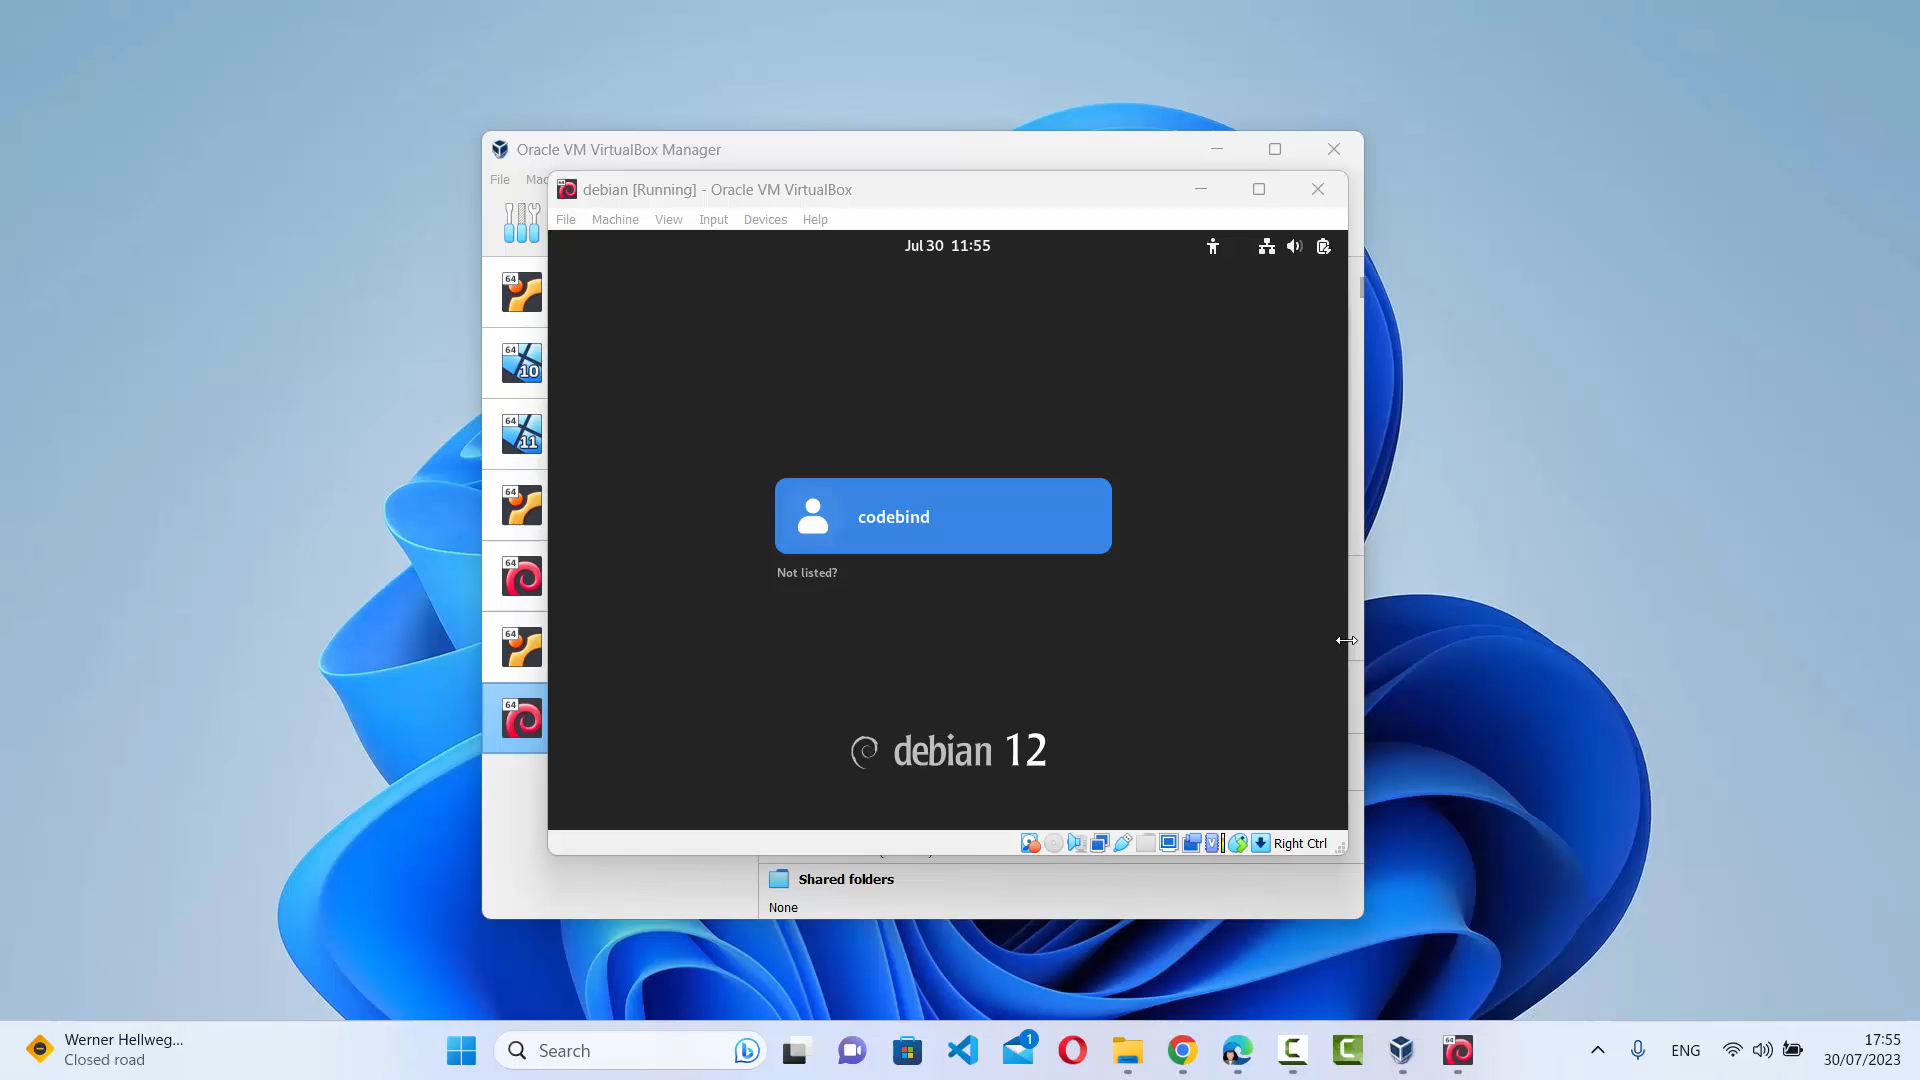 Oracle VM VirtualBox Manager
File
debian [Running] - Oracle VM VirtualBox
File Machine View Input Devices Help
Jul 30 11:55
64
64
10
64
11
64
64
64
64
codebind
Not listed?
debian 12
Right Ctrl
Shared folders
None
Werner Hellweg...
Closed road
Search
1
64
ENG
17:55
30/07/2023